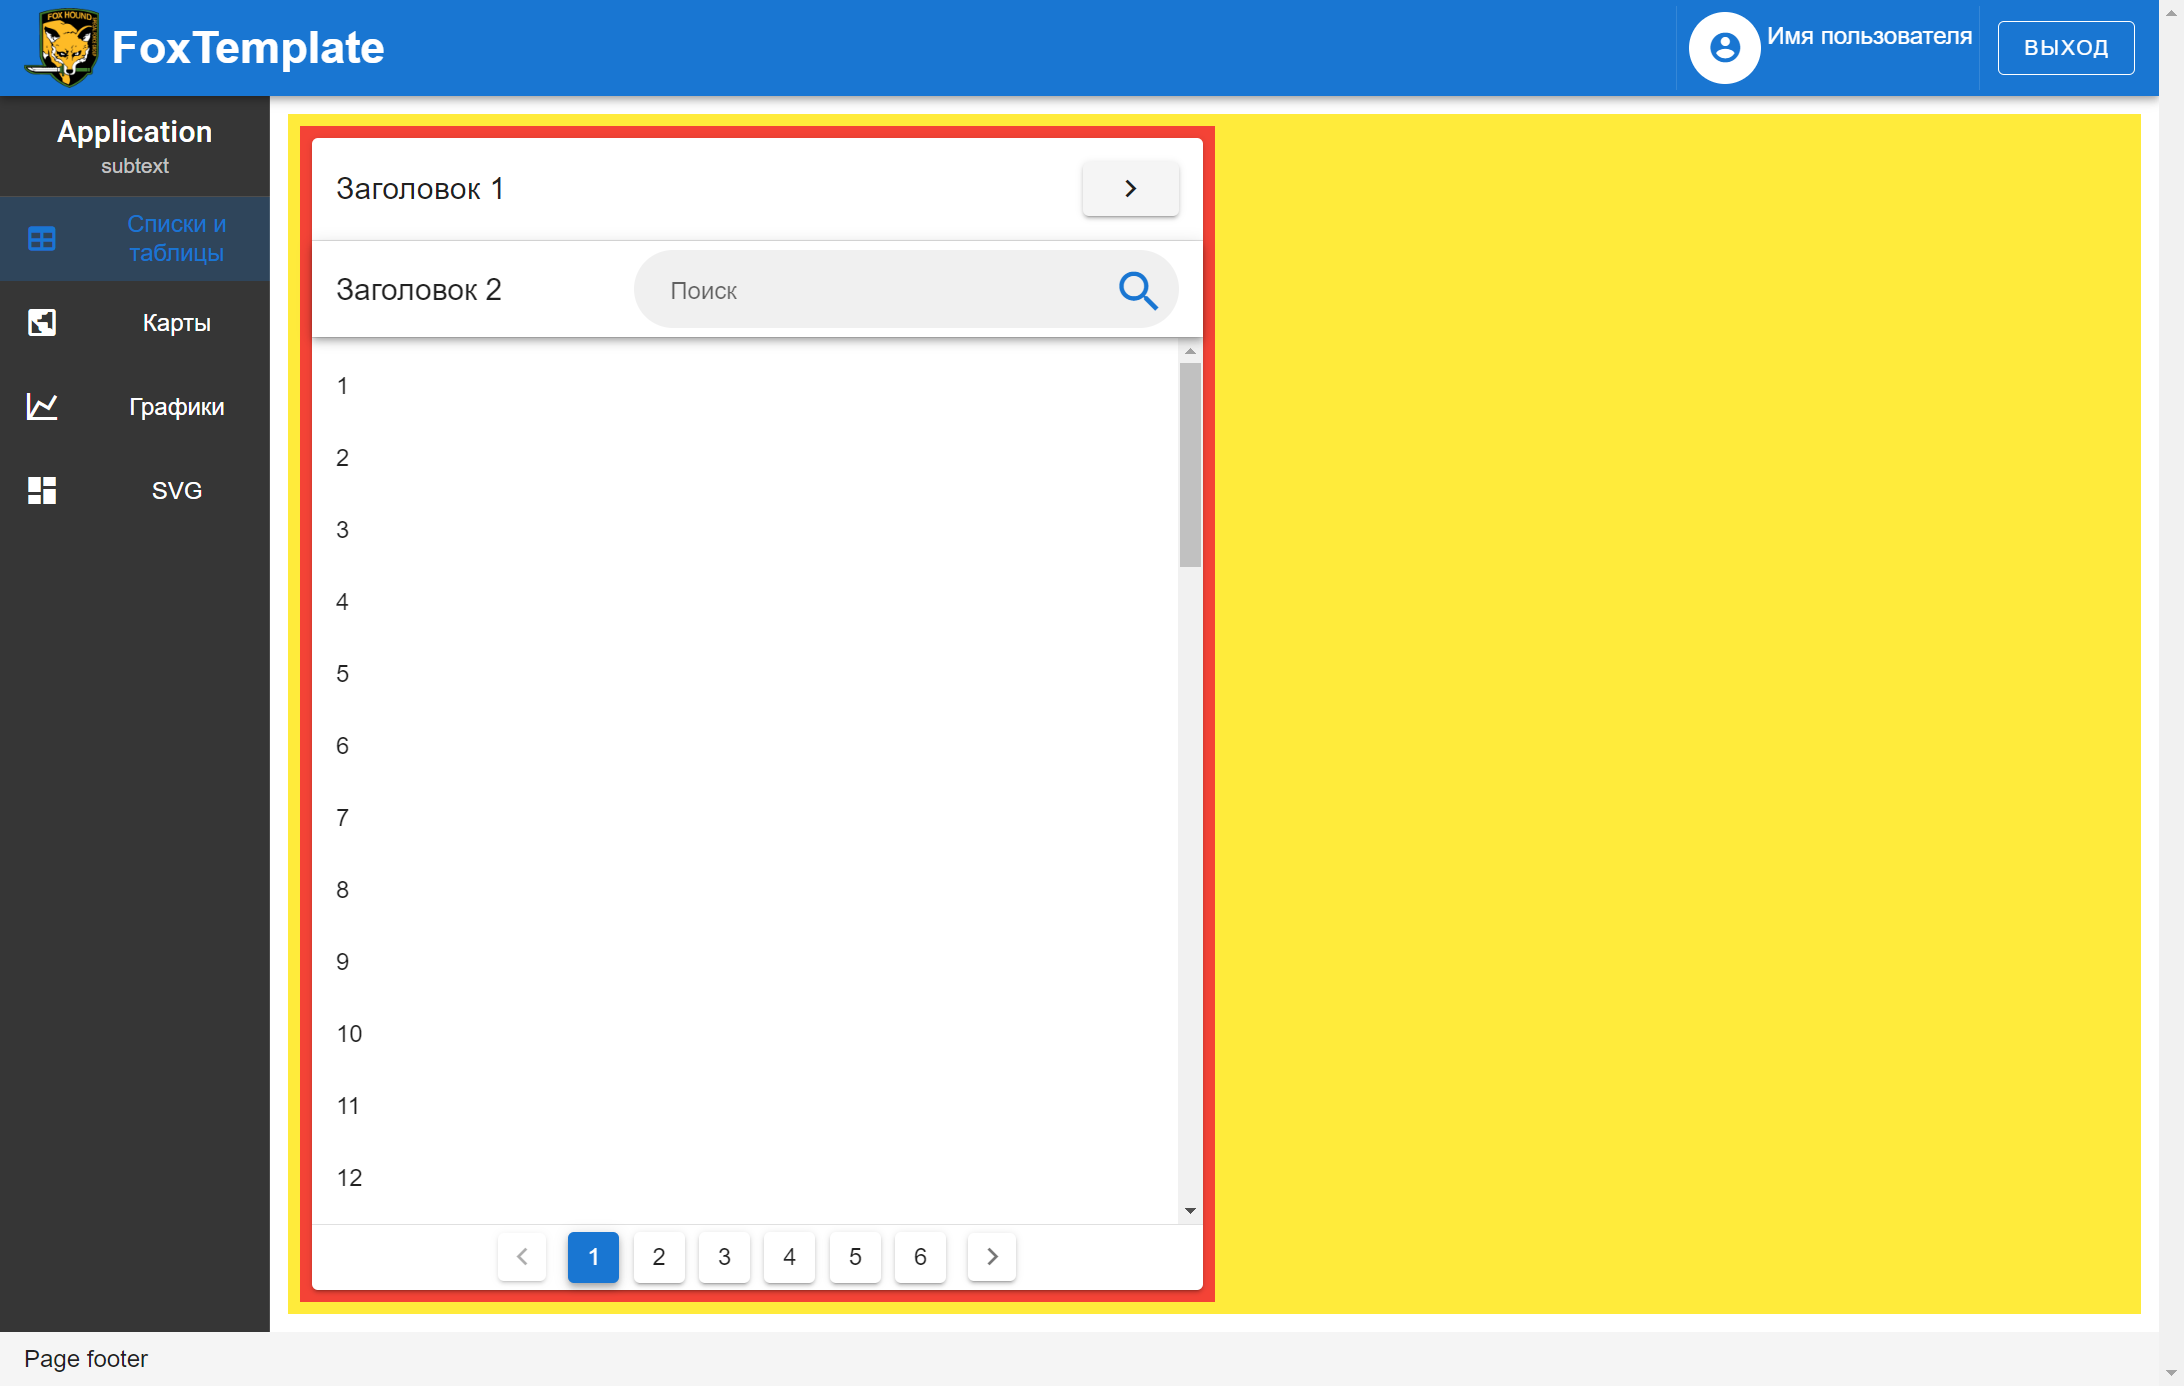 FOX HOUND
FoxTemplate
Имя пользователя
ВЫХОД
Application
subtext
Списки и
таблицы
Карты
Графики
SVG
Заголовок 1
Заголовок 2
Поиск
1
2
3
4
5
6
7
8
9
10
11
12
1 2 3 4 5 6
Page footer